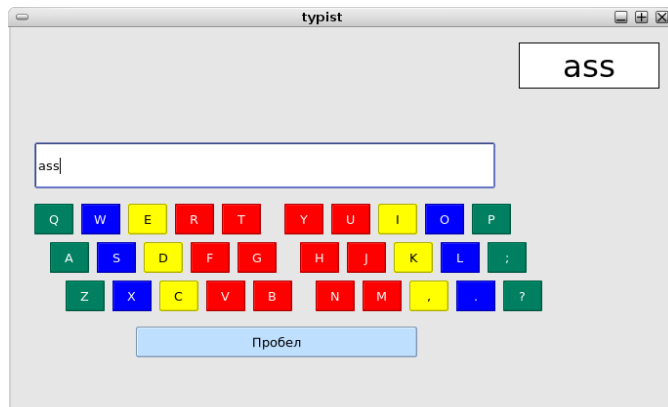 typist
ass
ass
Q W E R T Y U I O P
A S D F G H J K L ;
Z X C V B N M , . ?
Пробел